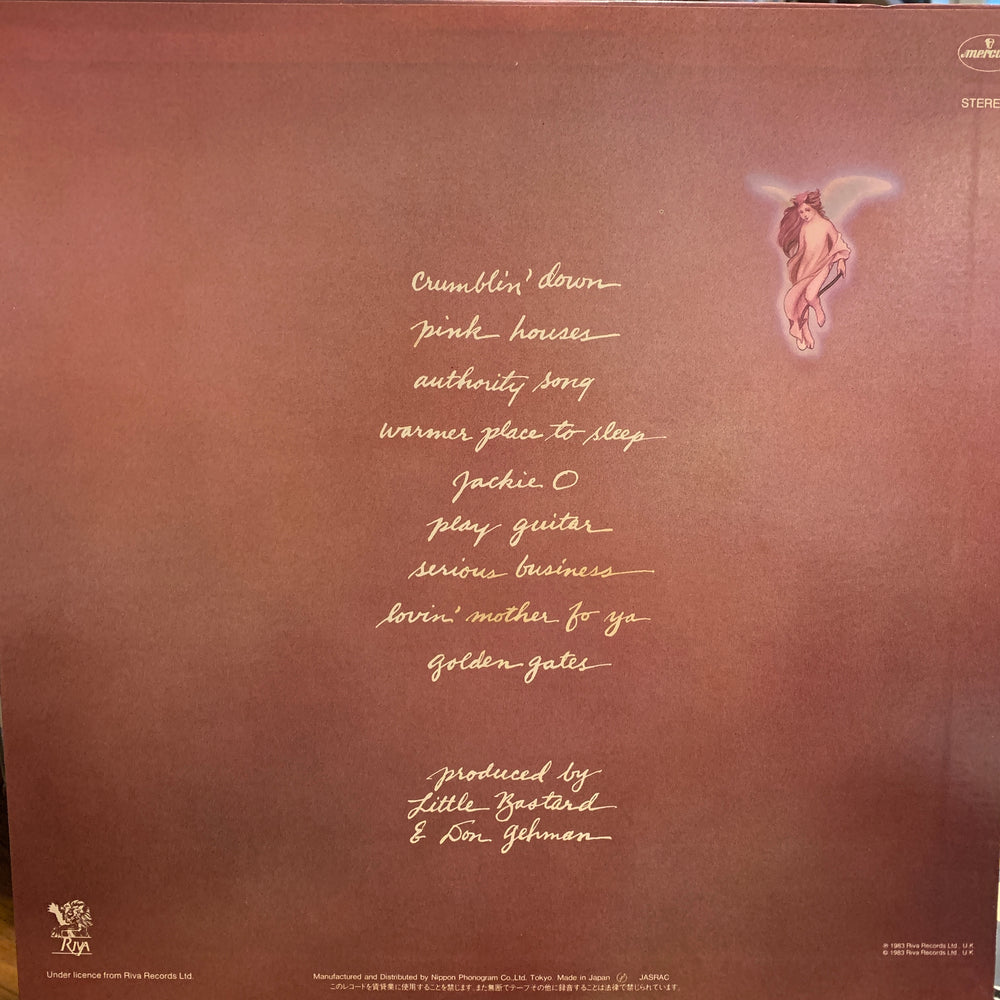 mercu
STERE
crumblin' down
pink houses
authority song
warmer place to sleep
Jackie O
play guitar
serious business
lovin' mother fo ya
golden gates
produced by
Little Bastard
& Don Gehman
RIVA
Under licence from Riva Records Ltd.
Manufactured and Distributed by Nippon Phonogram Co., Ltd. Tokyo. Made in Japan JASRAC
このレコードを賃貸業に使用することを禁じます.また無断でテープその他に録音することは法律で禁じられています.
℗ 1983 Riva Records Ltd., U.K.
© 1983 Riva Records Ltd., U.K.